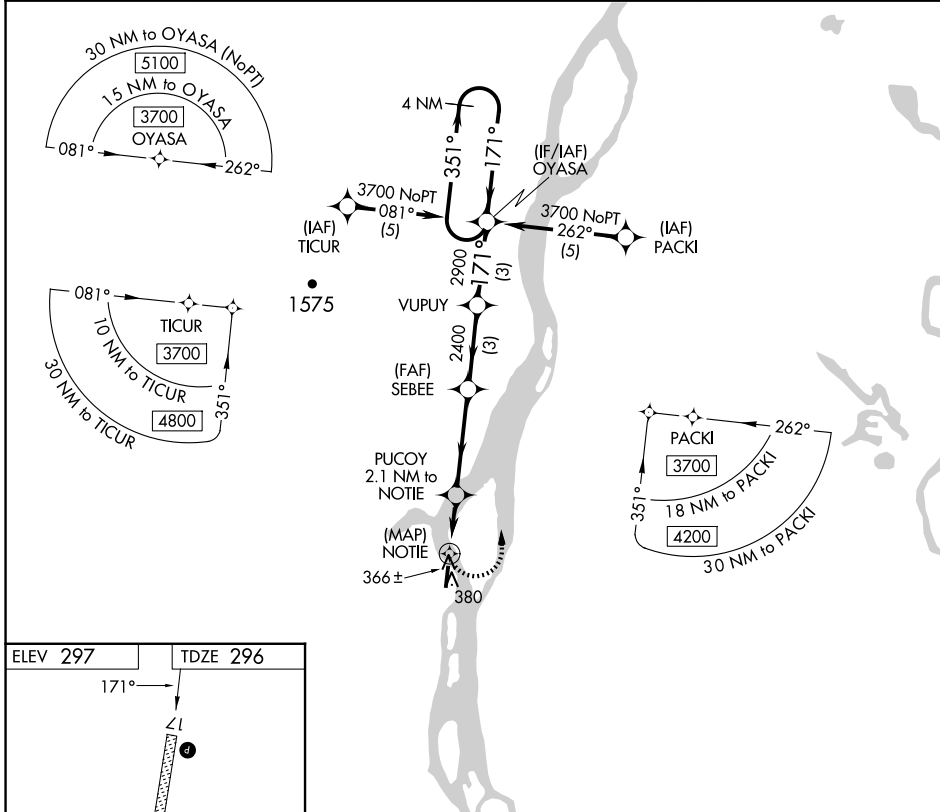 30 NM to OYASA (NoPT)
5100
15 NM to OYASA
3700
OYASA
081°
262°
4 NM
351°
171°
(IF/IAF)
OYASA
3700 NoPT
081°
(5)
(IAF)
TICUR
3700 NoPT
262°
(5)
(IAF)
PACKI
2900
171°
(3)
1575
VUPUY
2400
(3)
(FAF)
SEBEE
081°
TICUR
3700
10 NM to TICUR
4800
30 NM to TICUR
351°
PACKI
262°
3700
18 NM to PACKI
4200
30 NM to PACKI
351°
PUCOY
2.1 NM to
NOTIE
(MAP)
NOTIE
366 ±
380
ELEV 297
TDZE 296
171°
17
P